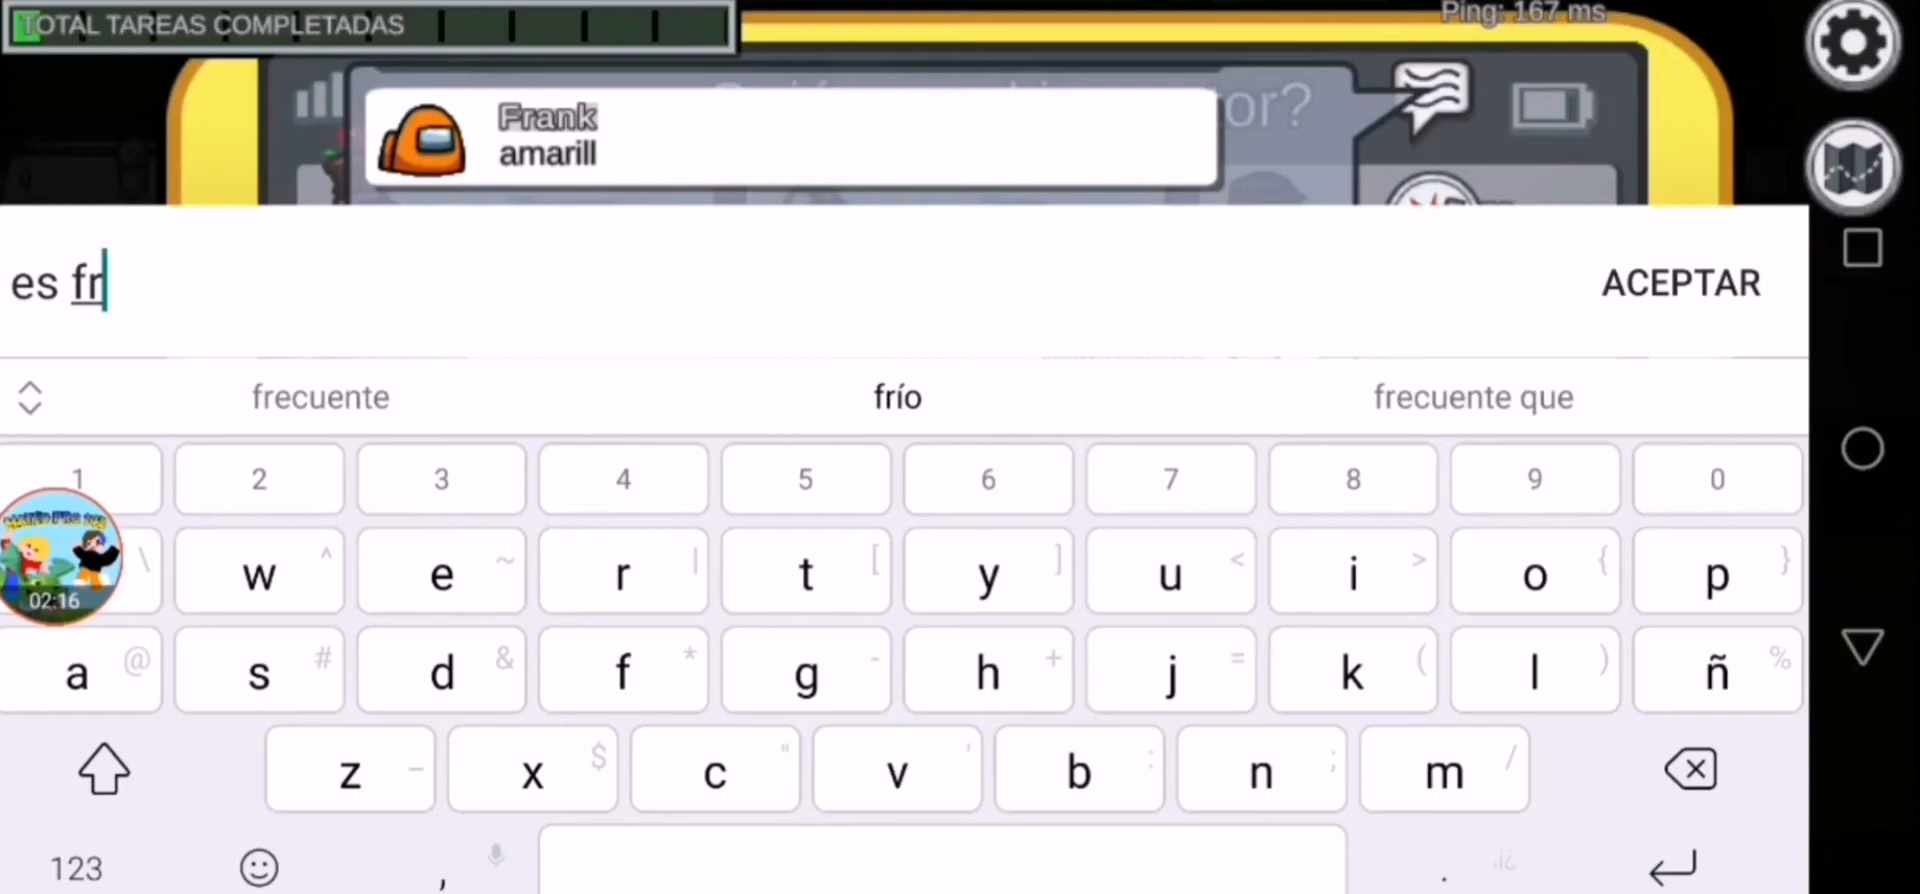 TOTAL TAREAS COMPLETADAS
Ping: 167 ms
tor?
Frank
amarill
es fr
ACEPTAR
frecuente
frío
frecuente que
1 2 3 4 5 6 7 8 9 0
\ w ^ e ~ r | t [ y ] u < i > o { p }
02:16
a @ s # d & f * g - h + j = k ( l ) ñ %
z _ x $ c " v ' b : n ; m /
123 , . ,¡¿